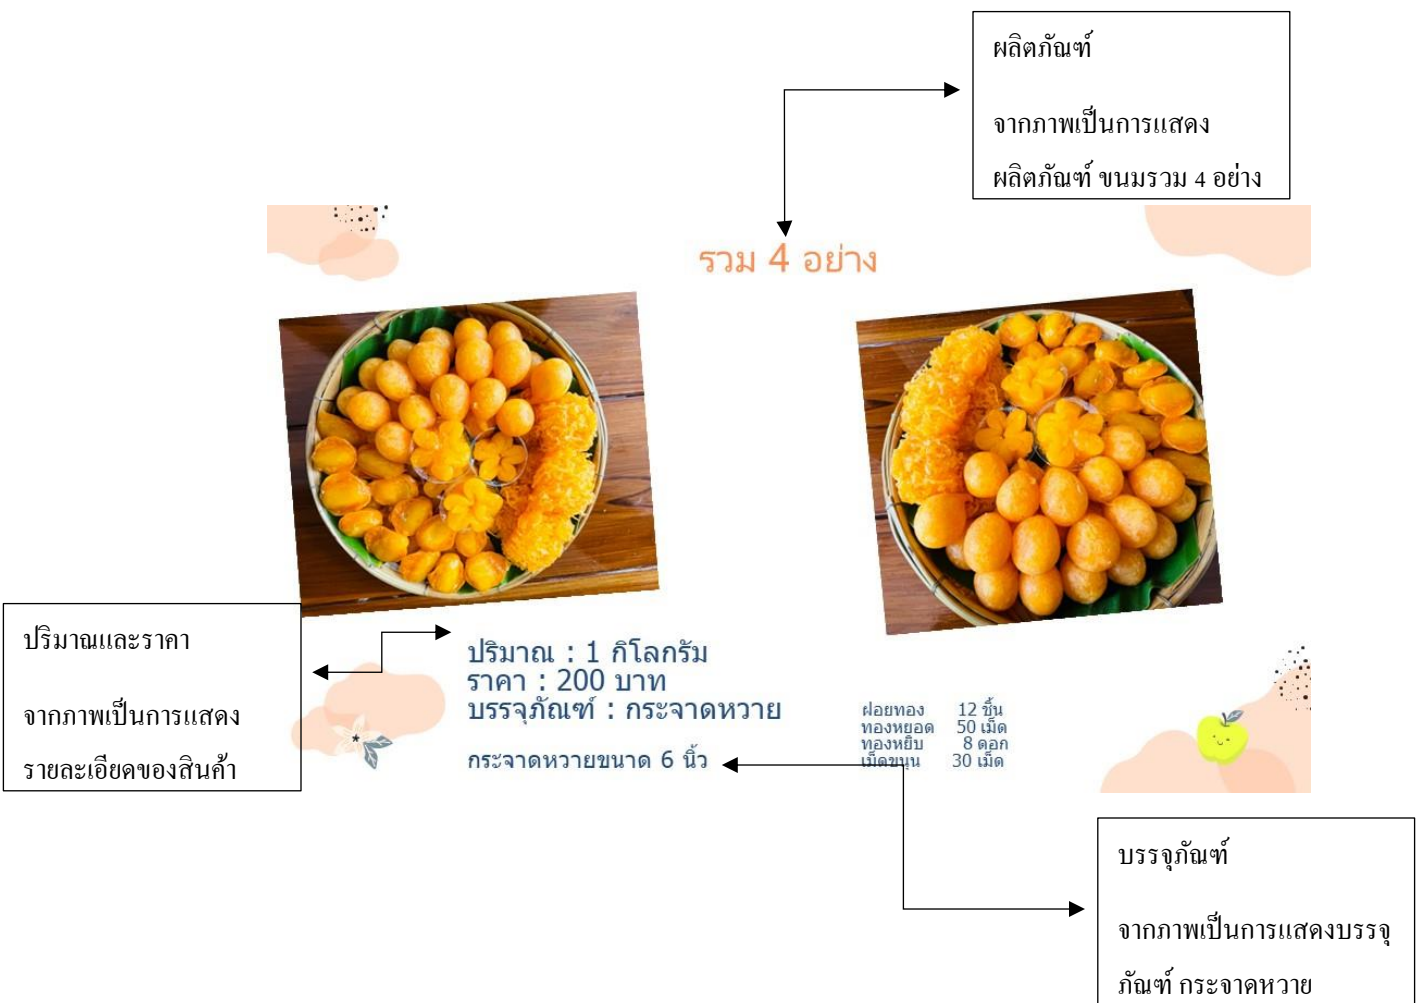 ผลิตภัณฑ์
จากภาพเป็นการแสดง
ผลิตภัณฑ์ ขนมรวม 4 อย่าง
รวม 4 อย่าง
ปริมาณและราคา
จากภาพเป็นการแสดง
รายละเอียดของสินค้า
ปริมาณ : 1 กิโลกรัม
ราคา : 200 บาท
บรรจุภัณฑ์ : กระจาดหวาย
กระจาดหวายขนาด 6 นิ้ว
ฝอยทอง 12 ชิ้น
ทองหยอด 50 เม็ด
ทองหยิบ 8 ดอก
เม็ดขนุน 30 เม็ด
บรรจุภัณฑ์
จากภาพเป็นการแสดงบรรจุ
ภัณฑ์ กระจาดหวาย